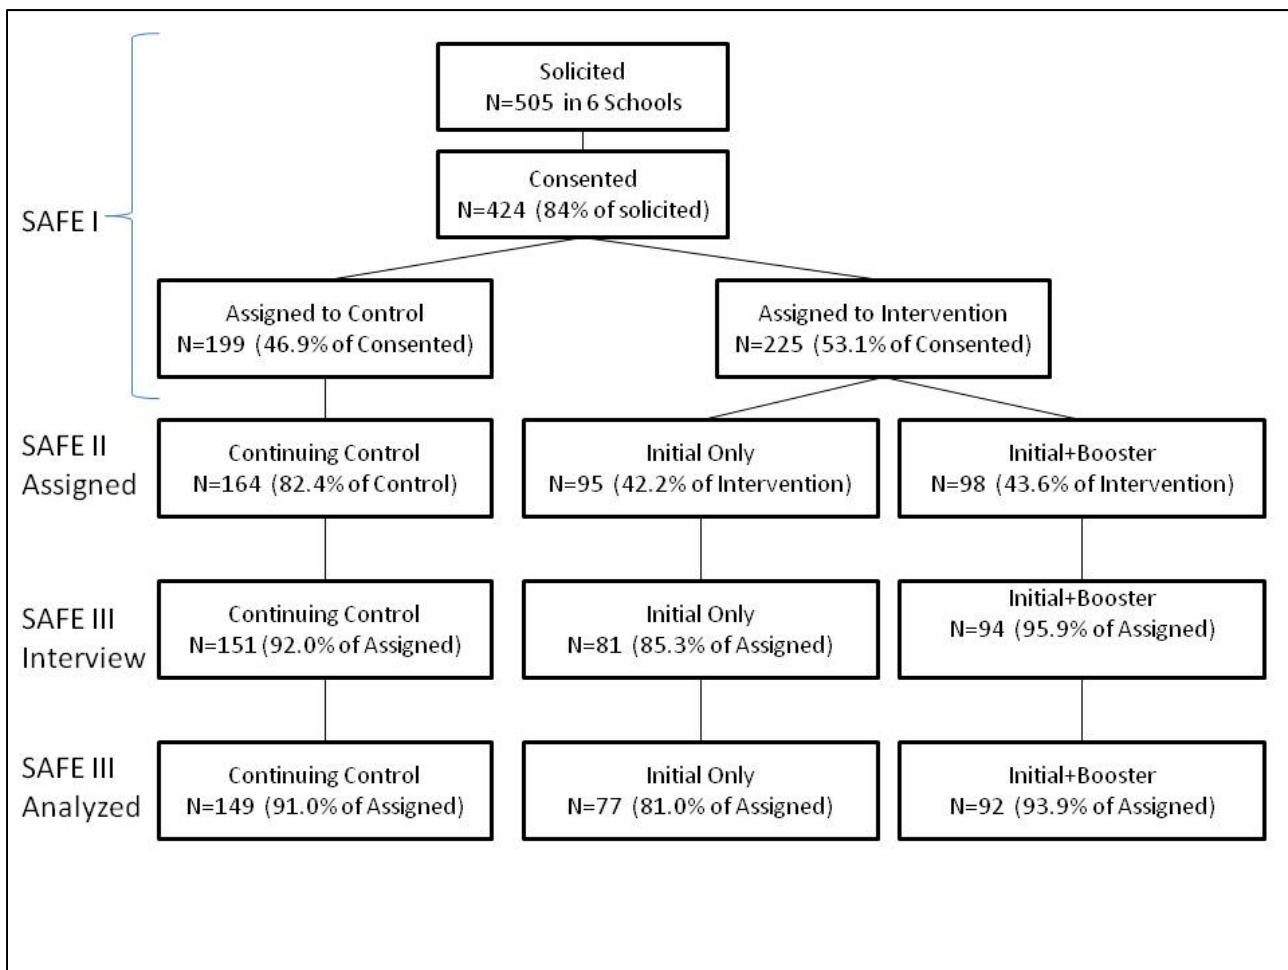 Solicited
N=505 in 6 Schools
Consented
N=424 (84% of solicited)
SAFE I
Assigned to Control
N=199 (46.9% of Consented)
Assigned to Intervention
N=225 (53.1% of Consented)
SAFE II
Assigned
Continuing Control
N=164 (82.4% of Control)
Initial Only
N=95 (42.2% of Intervention)
Initial+Booster
N=98 (43.6% of Intervention)
SAFE III
Interview
Continuing Control
N=151 (92.0% of Assigned)
Initial Only
N=81 (85.3% of Assigned)
Initial+Booster
N=94 (95.9% of Assigned)
SAFE III
Analyzed
Continuing Control
N=149 (91.0% of Assigned)
Initial Only
N=77 (81.0% of Assigned)
Initial+Booster
N=92 (93.9% of Assigned)